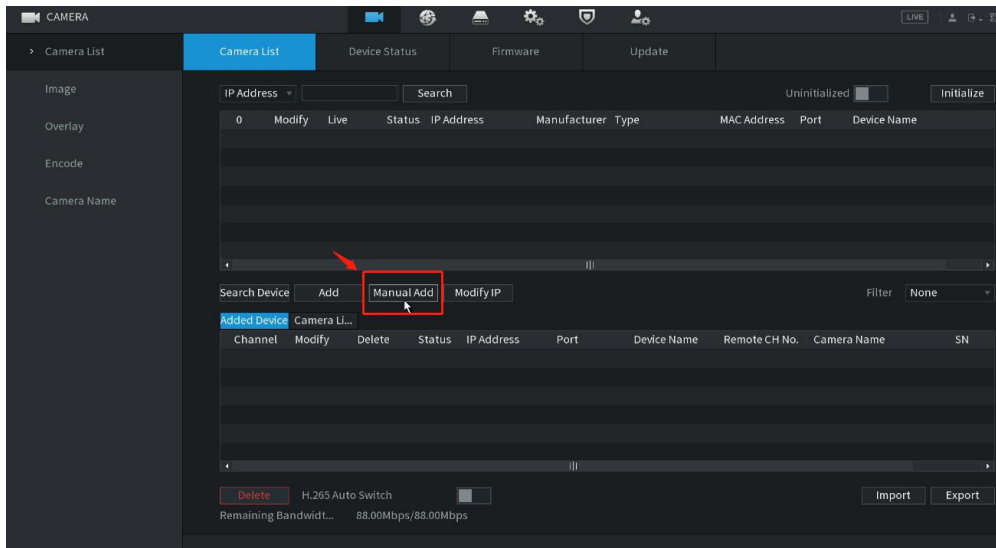 CAMERA
LIVE
Camera List
Image
Overlay
Encode
Camera Name
Camera List Device Status Firmware Update
IP Address Search Uninitialized Initialize
0 Modify Live Status IP Address Manufacturer Type MAC Address Port Device Name
Search Device Add Manual Add Modify IP Filter None
Added Device Camera Li...
Channel Modify Delete Status IP Address Port Device Name Remote CH No. Camera Name SN
Delete H.265 Auto Switch Import Export
Remaining Bandwidt... 88.00Mbps/88.00Mbps